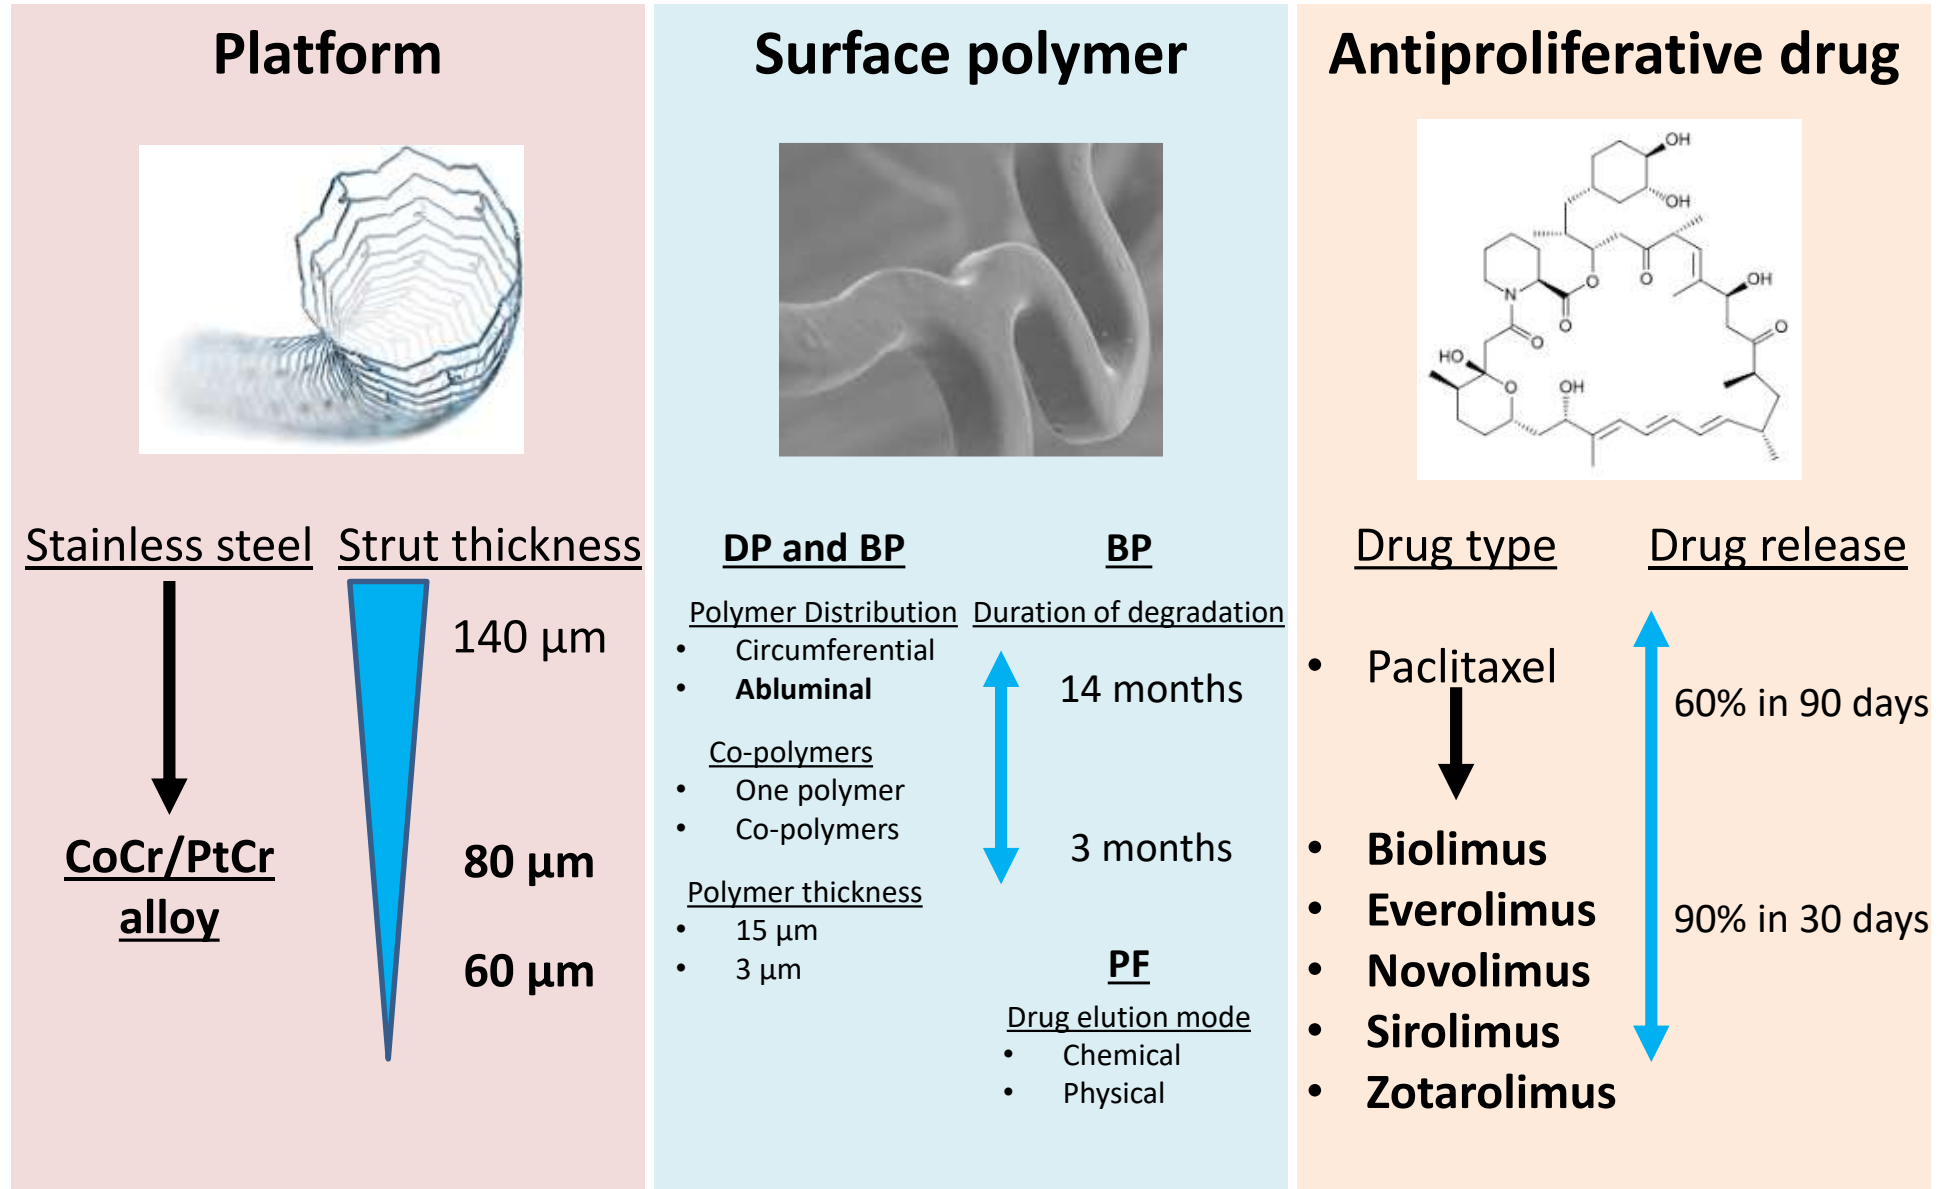 Platform
Stainless steel
CoCr/PtCr
alloy
Strut thickness
140 µm
80 µm
60 µm
Surface polymer
DP and BP
Polymer Distribution
• Circumferential
• Abluminal
Co-polymers
• One polymer
• Co-polymers
Polymer thickness
• 15 µm
• 3 µm
BP
Duration of degradation
14 months
3 months
PF
Drug elution mode
• Chemical
• Physical
Antiproliferative drug
OH
OH
O
OH
O
N
O
O
O
HO
O
OH
Drug type
• Paclitaxel
• Biolimus
• Everolimus
• Novolimus
• Sirolimus
• Zotarolimus
Drug release
60% in 90 days
90% in 30 days